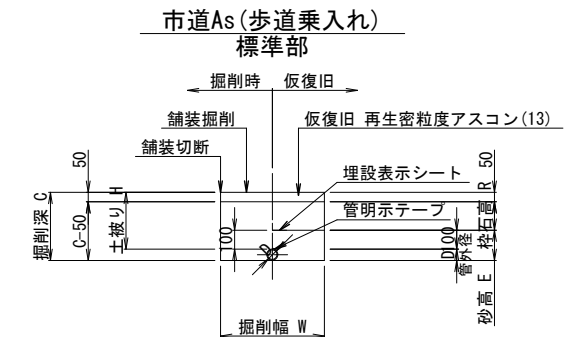 市道As(歩道乗入れ)
標準部
掘削時
仮復旧
舗装掘削
仮復旧 再生密粒度アスコン(13)
舗装切断
埋設表示シート
管明示テープ
50
掘削深 C
C-50
土被り H
100
D
50
砕石高 R
100
管外径
D
砂高 E
掘削幅 W